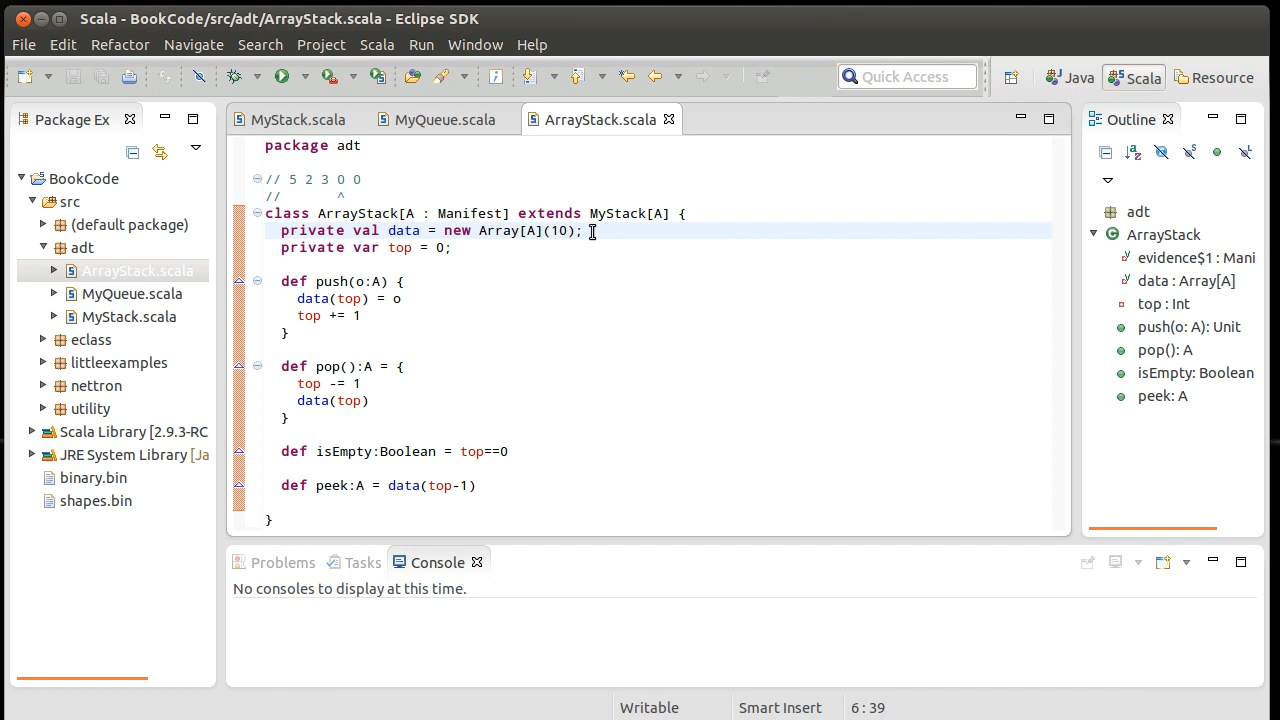 Scala - BookCode/src/adt/ArrayStack.scala - Eclipse SDK
File Edit Refactor Navigate Search Project Scala Run Window Help
Quick Access
Java
Scala
Resource
Package Ex
MyStack.scala
MyQueue.scala
ArrayStack.scala
Outline
BookCode
src
(default package)
adt
ArrayStack.scala
MyQueue.scala
MyStack.scala
eclass
littleexamples
nettron
utility
Scala Library [2.9.3-RC
JRE System Library [Ja
binary.bin
shapes.bin
package adt
// 5 2 3 0 0
//       ^
class ArrayStack[A : Manifest] extends MyStack[A] {
  private val data = new Array[A](10);
  private var top = 0;
  def push(o:A) {
    data(top) = o
    top += 1
  }
  def pop():A = {
    top -= 1
    data(top)
  }
  def isEmpty:Boolean = top==0
  def peek:A = data(top-1)
}
adt
ArrayStack
evidence$1 : Mani
data : Array[A]
top : Int
push(o: A): Unit
pop(): A
isEmpty: Boolean
peek: A
Problems
Tasks
Console
No consoles to display at this time.
Writable
Smart Insert
6 : 39